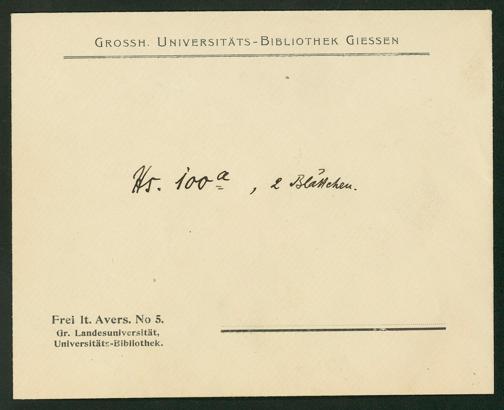 GROSSH. UNIVERSITÄTS-BIBLIOTHEK GIESSEN
Hs. 100a, 2 Blättchen.
Frei lt. Avers. No 5.
Gr. Landesuniversität,
Universitäts-Bibliothek.